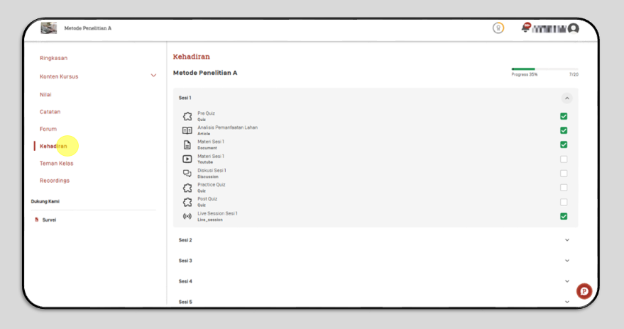 Metode Penelitian A
Ringkasan
Konten Kursus
Nilai
Catatan
Forum
Kehadiran
Teman Kelas
Recordings
Dukung Kami
Survei
Kehadiran
Metode Penelitian A
Progress 35%
7/22
Sesi 1
Pre Quiz
Quiz
Analisis Pemanfaatan Lahan
Article
Materi Sesi 1
Document
Materi Sesi 1
Youtube
Diskusi Sesi 1
Discussion
Practice Quiz
Quiz
Post Quiz
Quiz
Live Session Sesi 1
Live_session
Sesi 2
Sesi 3
Sesi 4
Sesi 5